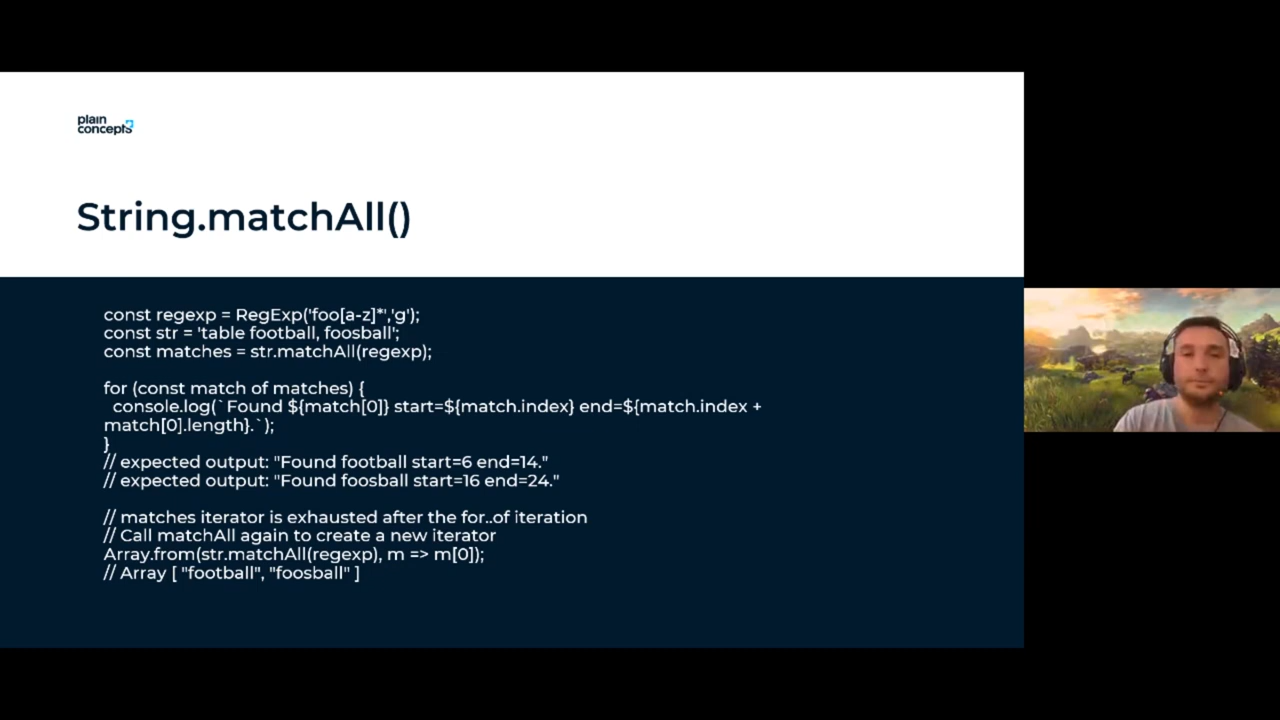 plain
concepts
String.matchAll()
const regexp = RegExp('foo[a-z]*','g');
const str = 'table football, foosball';
const matches = str.matchAll(regexp);
for (const match of matches) {
console.log(`Found ${match[0]} start=${match.index} end=${match.index +
match[0].length}.`);
}
// expected output: "Found football start=6 end=14."
// expected output: "Found foosball start=16 end=24."
// matches iterator is exhausted after the for..of iteration
// Call matchAll again to create a new iterator
Array.from(str.matchAll(regexp), m => m[0]);
// Array [ "football", "foosball" ]